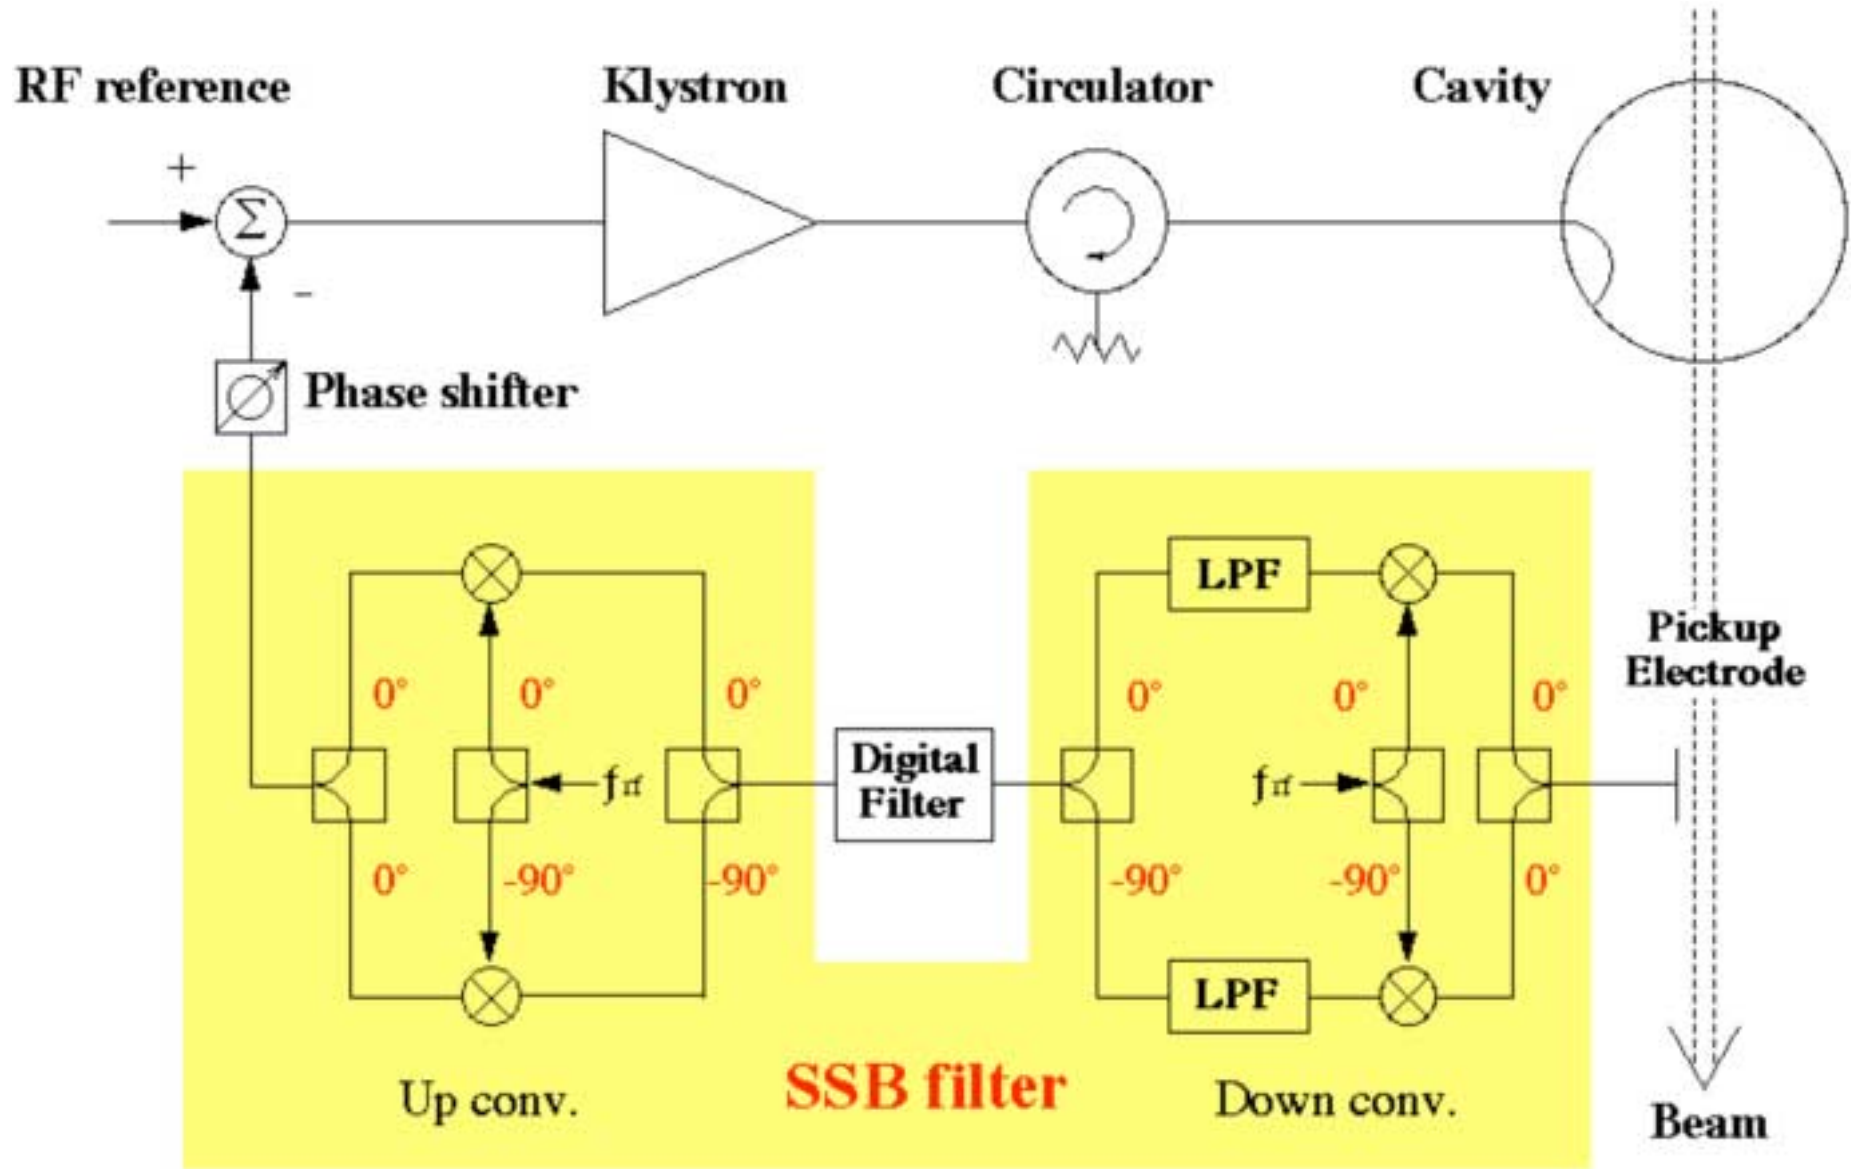 RF reference
Klystron
Circulator
Cavity
+
Σ
-
Phase shifter
LPF
Pickup
Electrode
0°
0°
0°
0°
0°
0°
Digital
Filter
frf
frf
0°
-90°
-90°
-90°
-90°
0°
LPF
Up conv.
SSB filter
Down conv.
Beam